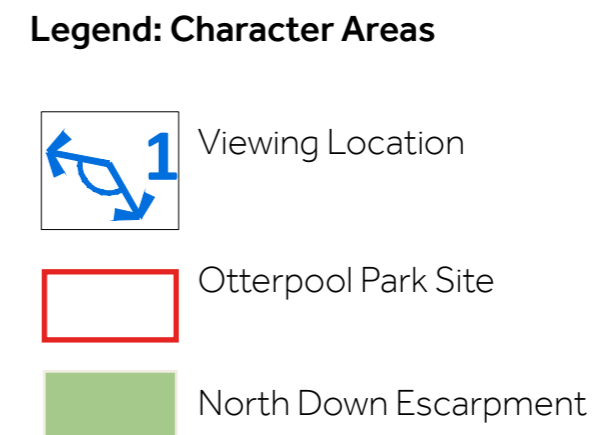 Legend: Character Areas
1
Viewing Location
Otterpool Park Site
North Down Escarpment